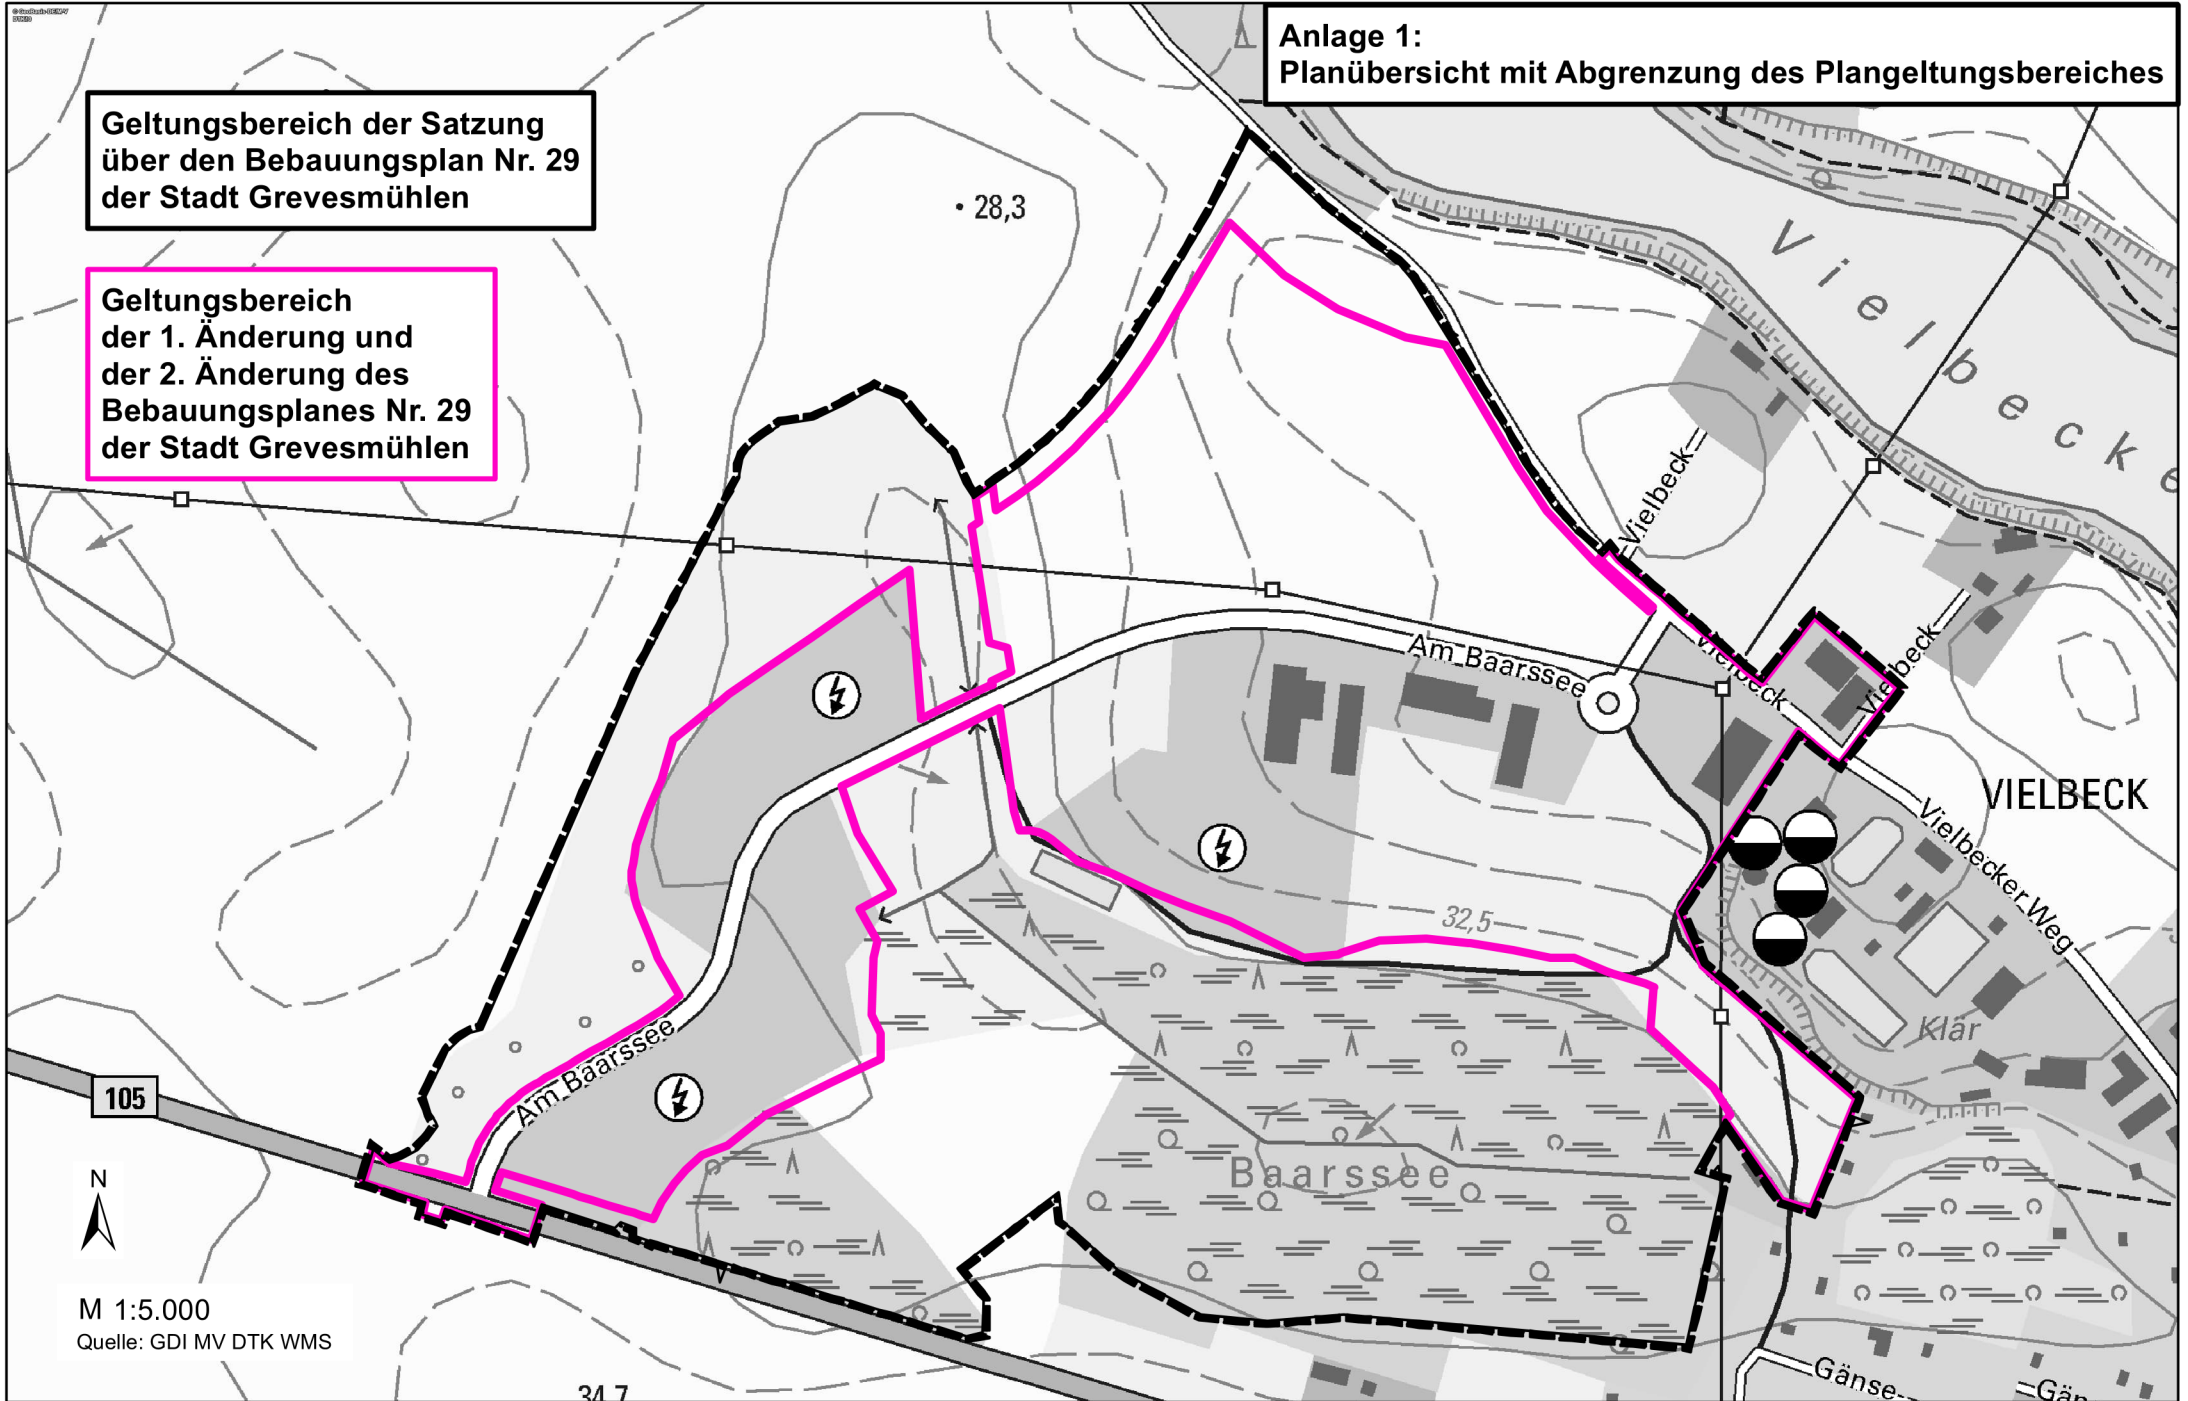 © GeoBasis-DE/M-V
Anlage 1:
Planübersicht mit Abgrenzung des Plangeltungsbereiches
Geltungsbereich der Satzung
über den Bebauungsplan Nr. 29
der Stadt Grevesmühlen
Geltungsbereich
der 1. Änderung und
der 2. Änderung des
Bebauungsplanes Nr. 29
der Stadt Grevesmühlen
28,3
Vielbecke
Vielbeck
Vielbeck
Vielbeck
Am Baarssee
VIELBECK
Vielbecker Weg
32,5
Klär
Am Baarssee
105
Baarssee
N
M 1:5.000
Quelle: GDI MV DTK WMS
34,7
Gänse
Gän